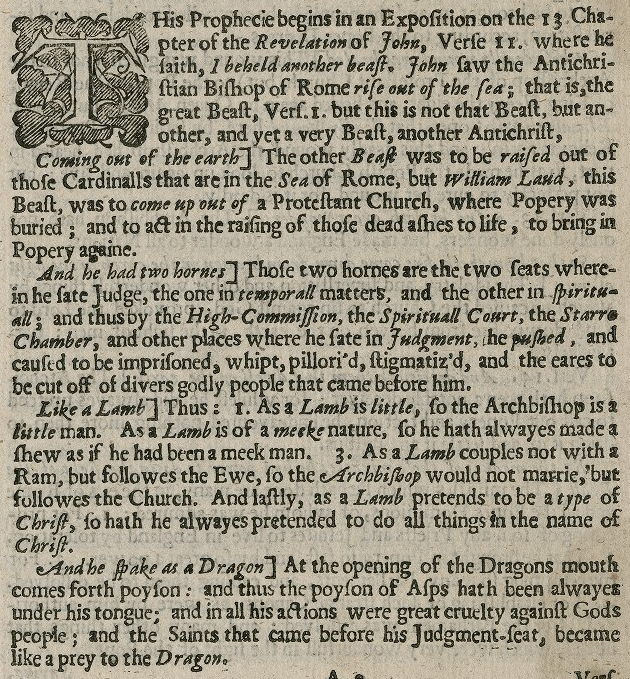 THis Prophecie begins in an Expoſition on the 13 Cha-
pter of the Revelation of John, Verſe 11. where he
ſaith, I beheld another beaſt. John ſaw the Antichri-
ſtian Biſhop of Rome riſe out of the ſea; that is, the
great Beaſt, Verſ. 1. but this is not that Beaſt, but an-
other, and yet a very Beaſt, another Antichriſt,
Coming out of the earth] The other Beaſt was to be raiſed out of
thoſe Cardinalls that are in the Sea of Rome, but William Laud, this
Beaſt, was to come up out of a Proteſtant Church, where Popery was
buried; and to act in the raiſing of thoſe dead aſhes to life, to bring in
Popery againe.
And he had two hornes] Thoſe two hornes are the two ſeats where-
in he ſate Judge, the one in temporall matters, and the other in ſpiritu-
all; and thus by the High-Commiſſion, the Spirituall Court, the Starre
Chamber, and other places where he ſate in Judgment, he puſhed, and
cauſed to be impriſoned, whipt, pillori'd, ſtigmatiz'd, and the eares to
be cut off of divers godly people that came before him.
Like a Lamb] Thus: 1. As a Lamb is little, ſo the Archbiſhop is a
little man. As a Lamb is of a meeke nature, ſo he hath alwayes made a
ſhew as if he had been a meek man. 3. As a Lamb couples not with a
Ram, but followes the Ewe, ſo the Archbiſhop would not marrie, but
followes the Church. And laſtly, as a Lamb pretends to be a type of
Chriſt, ſo hath he alwayes pretended to do all things in the name of
Chriſt.
And he ſpake as a Dragon] At the opening of the Dragons mouth
comes forth poyſon: and thus the poyſon of Aſps hath been alwayes
under his tongue; and in all his actions were great cruelty againſt Gods
people; and the Saints that came before his Judgment-ſeat, became
like a prey to the Dragon.